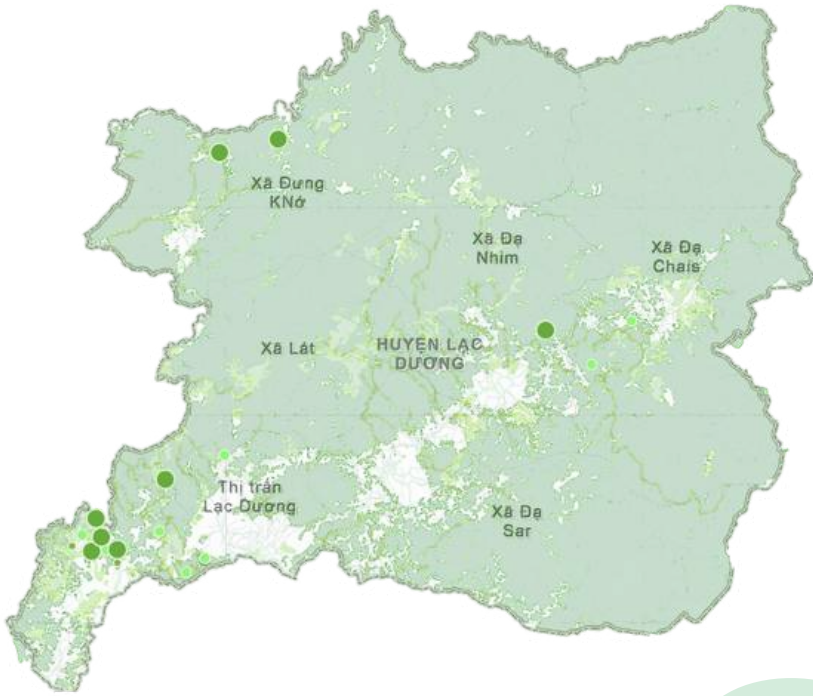 Xã Đưng
KNớ
Xã Đạ
Nhim
Xã Đạ
Chais
Xã Lát
HUYỆN LẠC
DƯƠNG
Thị trấn
Lạc Dương
Xã Đạ
Sar